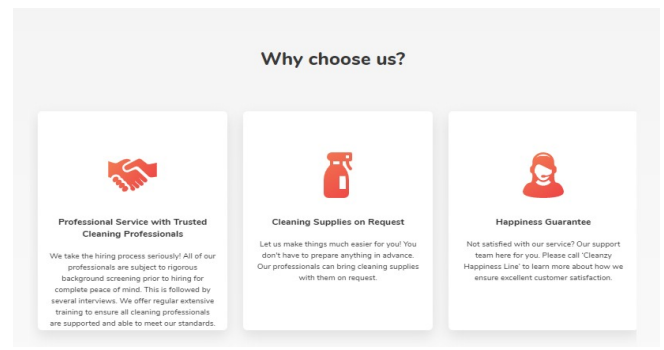 Why choose us?
Professional Service with Trusted
Cleaning Professionals
We take the hiring process seriously! All of our
professionals are subject to rigorous
background screening prior to hiring for
complete peace of mind. This is followed by
several interviews. We offer regular extensive
training to ensure all cleaning professionals
are supported and able to meet our standards.
Cleaning Supplies on Request
Let us make things much easier for you! You
don't have to prepare anything in advance.
Our professionals can bring cleaning supplies
with them on request.
Happiness Guarantee
Not satisfied with our service? Our support
team here for you. Please call 'Cleanzy
Happiness Line' to learn more about how we
ensure excellent customer satisfaction.